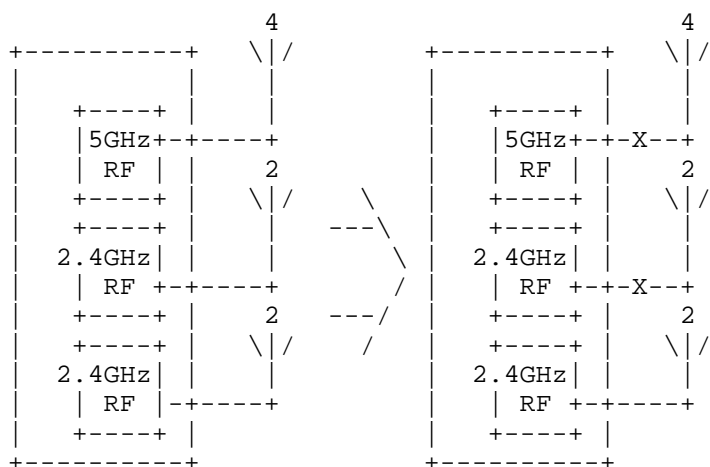 4 4
5GHz 5GHz
RF 2 RF 2
2.4GHz 2.4GHz
RF RF X
2 2
2.4GHz 2.4GHz
RF RF